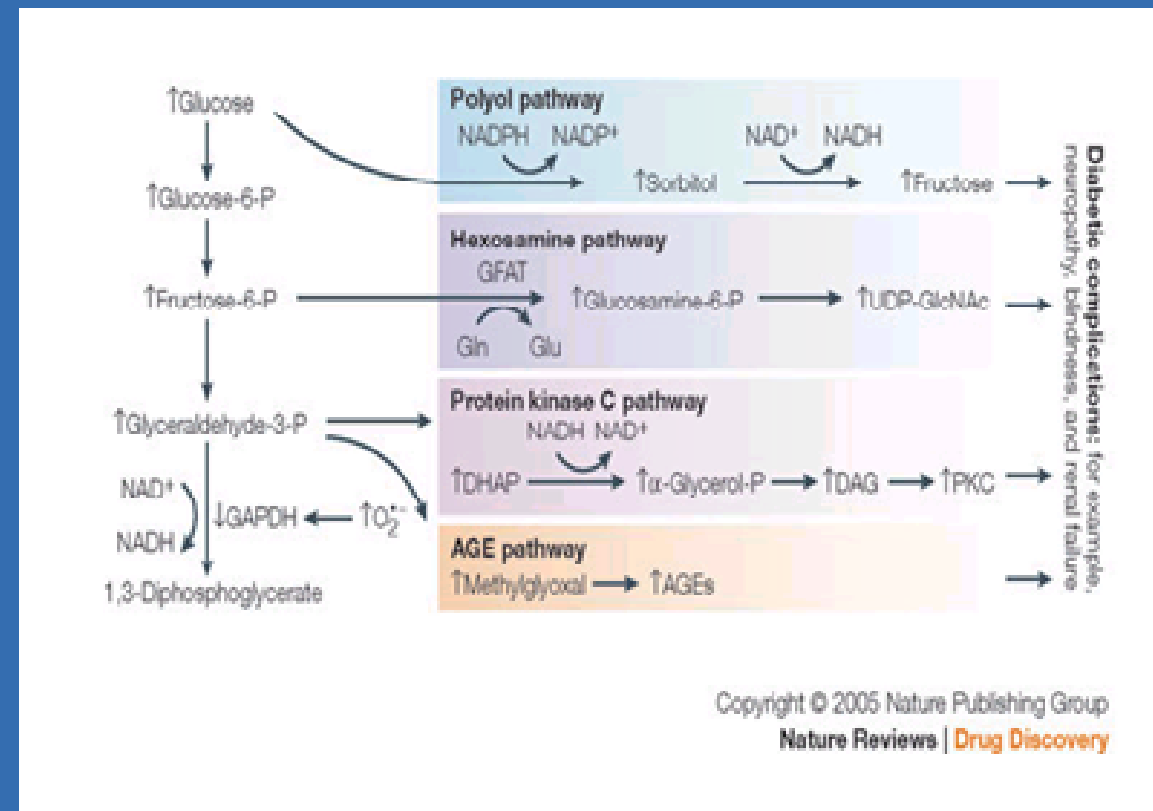 ↑Glucose
↑Glucose-6-P
↑Fructose-6-P
↑Glyceraldehyde-3-P
NAD⁺
NADH
↓GAPDH
↑O₂•⁻
1,3-Diphosphoglycerate
Polyol pathway
NADPH NADP⁺ NAD⁺ NADH
↑Sorbitol ↑Fructose
Hexosamine pathway
GFAT
↑Glucosamine-6-P ↑UDP-GlcNAc
Gln Glu
Protein kinase C pathway
NADH NAD⁺
↑DHAP ↑α-Glycerol-P ↑DAG ↑PKC
AGE pathway
↑Methylglyoxal ↑AGEs
Diabetic complications: for example,
neuropathy, blindness, and renal failure
Copyright © 2005 Nature Publishing Group
Nature Reviews | Drug Discovery